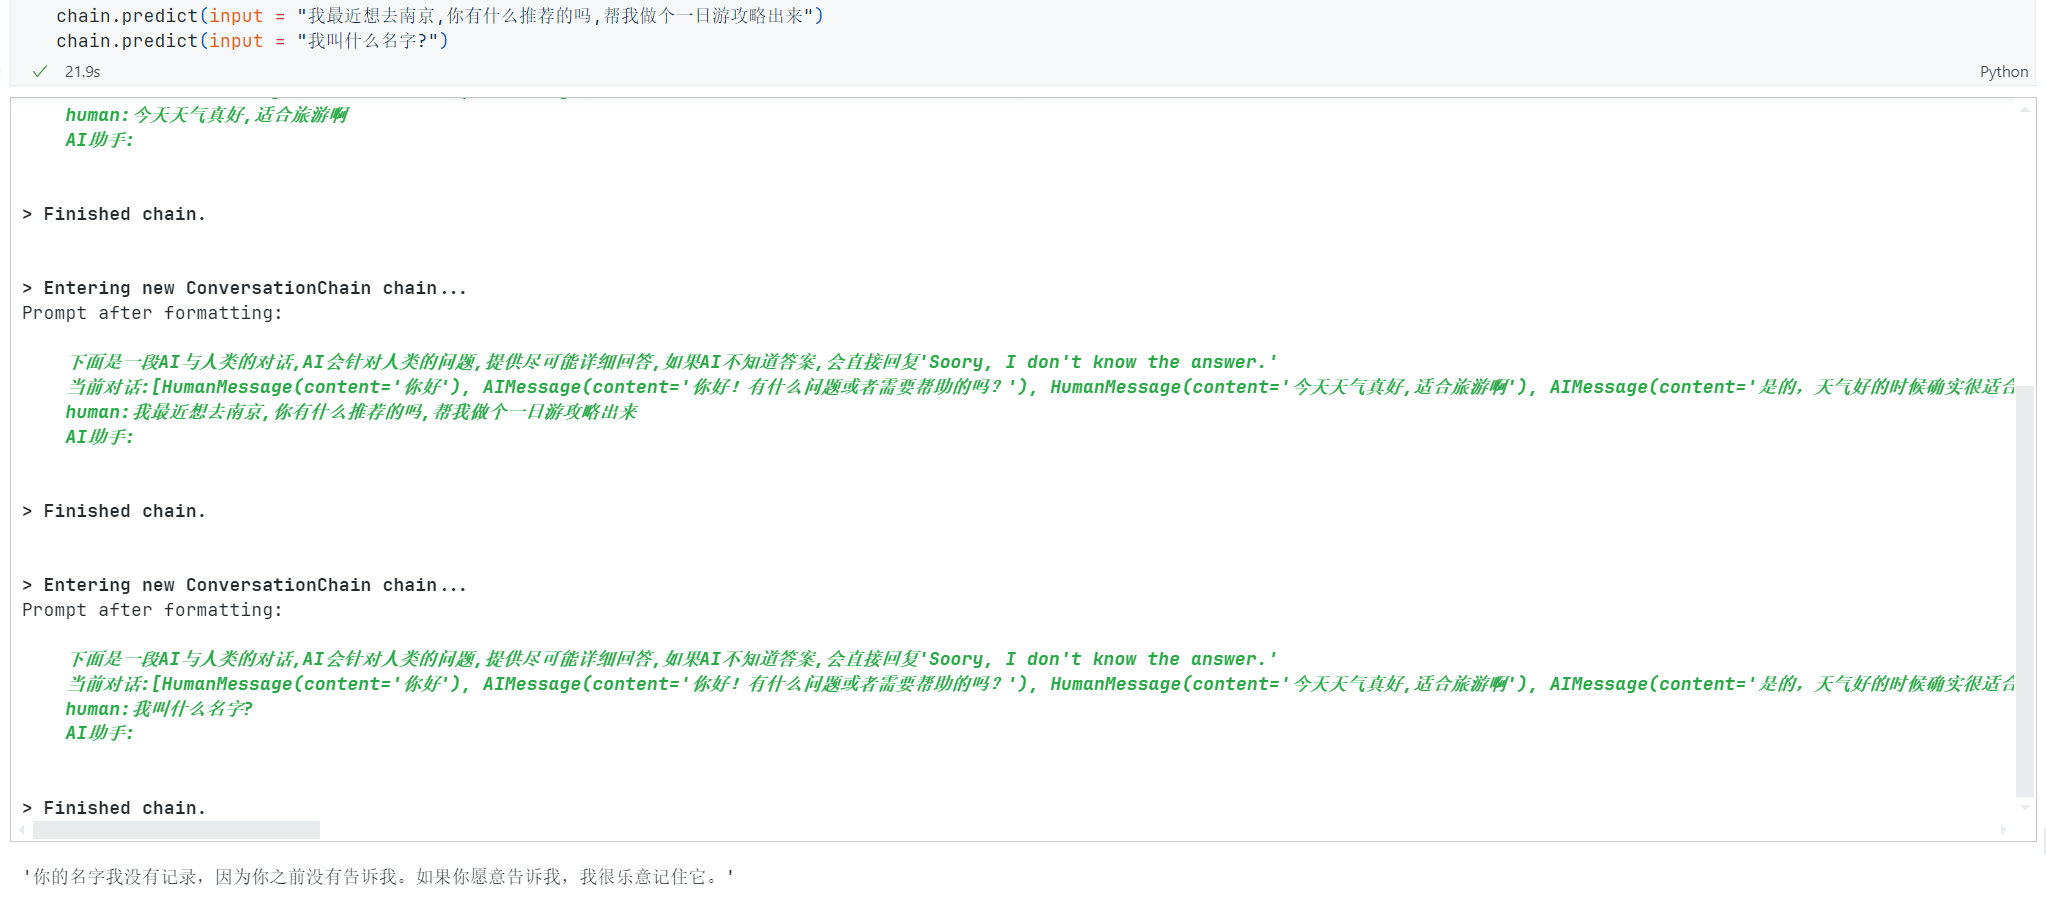 chain.predict(input = "我最近想去南京,你有什么推荐的吗,帮我做个一日游攻略出来")
chain.predict(input = "我叫什么名字?")
21.9s
Python
human:今天天气真好,适合旅游啊
AI助手:
> Finished chain.
> Entering new ConversationChain chain...
Prompt after formatting:
下面是一段AI与人类的对话,AI会针对人类的问题,提供尽可能详细回答,如果AI不知道答案,会直接回复'Soory, I don't know the answer.'
当前对话:[HumanMessage(content='你好'), AIMessage(content='你好！有什么问题或者需要帮助的吗？'), HumanMessage(content='今天天气真好,适合旅游啊'), AIMessage(content='是的，天气好的时候确实很适合
human:我最近想去南京,你有什么推荐的吗,帮我做个一日游攻略出来
AI助手:
> Finished chain.
> Entering new ConversationChain chain...
Prompt after formatting:
下面是一段AI与人类的对话,AI会针对人类的问题,提供尽可能详细回答,如果AI不知道答案,会直接回复'Soory, I don't know the answer.'
当前对话:[HumanMessage(content='你好'), AIMessage(content='你好！有什么问题或者需要帮助的吗？'), HumanMessage(content='今天天气真好,适合旅游啊'), AIMessage(content='是的，天气好的时候确实很适合
human:我叫什么名字?
AI助手:
> Finished chain.
'你的名字我没有记录，因为你之前没有告诉我。如果你愿意告诉我，我很乐意记住它。'